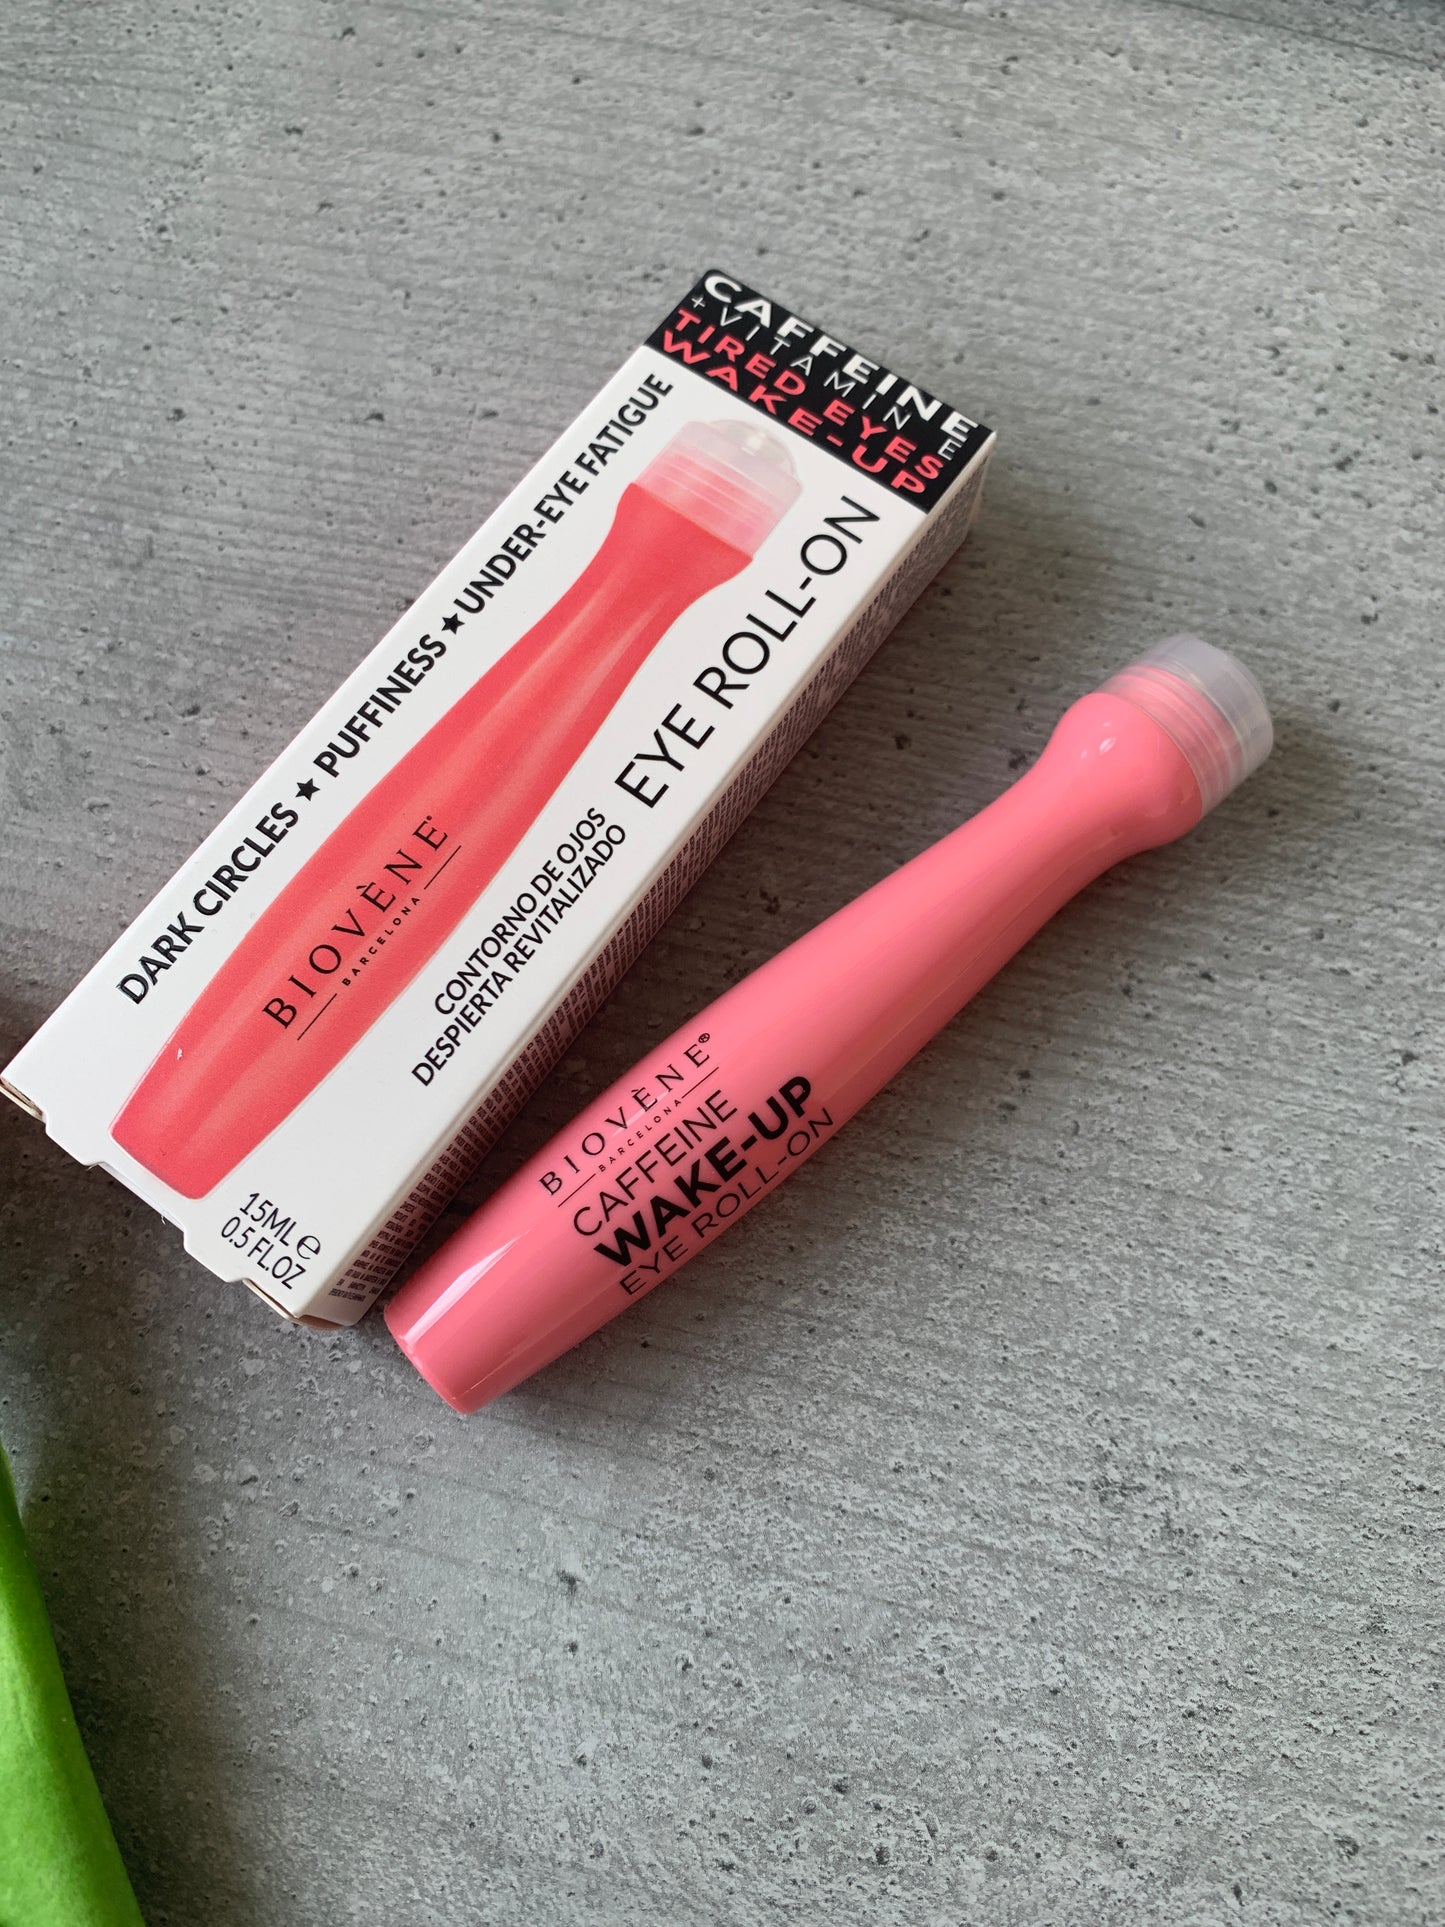 CAFFEINE
+ VITAMIN E
TIRED EYES
WAKE-UP
DARK CIRCLES ★ PUFFINESS ★ UNDER-EYE FATIGUE
BIOVÈNE®
BARCELONA
EYE ROLL-ON
CONTORNO DE OJOS
DESPIERTA REVITALIZADO
15ML ℮
0.5 FL OZ
BIOVÈNE®
BARCELONA
CAFFEINE
WAKE-UP
EYE ROLL-ON